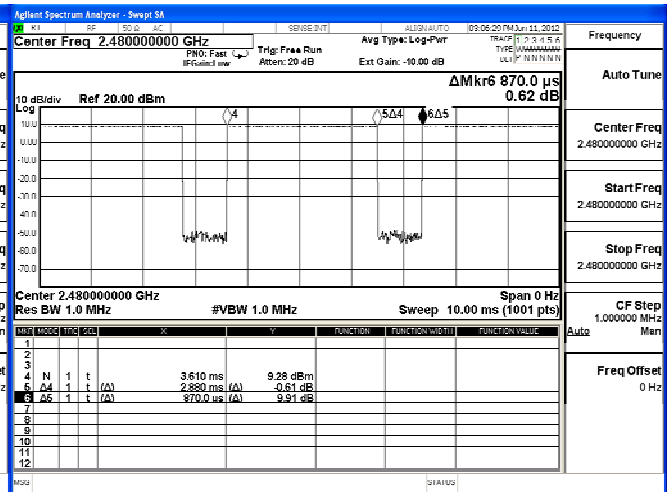 Agilent Spectrum Analyzer - Swept SA
RF 50 Ω AC SENSE:INT ALIGNAUTO 09:06:29 PM Jun 11, 2012
Center Freq 2.480000000 GHz
PNO: Fast
IFGain:Low
Trig: Free Run
Atten: 20 dB
Avg Type: Log-Pwr
Ext Gain: -10.00 dB
TRACE 1 2 3 4 5 6
TYPE
DET P N N N N N
ΔMkr6 870.0 µs
0.62 dB
10 dB/div Ref 20.00 dBm
Log
10.0
0.00
-10.0
-20.0
-30.0
-40.0
-50.0
-60.0
-70.0
4
5Δ4
6Δ5
Center 2.480000000 GHz Span 0 Hz
Res BW 1.0 MHz #VBW 1.0 MHz Sweep 10.00 ms (1001 pts)
MKR MODE TRC SCL X Y FUNCTION FUNCTION WIDTH FUNCTION VALUE
1
2
3
4 N 1 t 3.610 ms 9.28 dBm
5 Δ4 1 t (Δ) 2.880 ms (Δ) -0.61 dB
6 Δ5 1 t (Δ) 870.0 us (Δ) 9.91 dB
7
8
9
10
11
12
MSG STATUS
Frequency
Auto Tune
Center Freq
2.480000000 GHz
Start Freq
2.480000000 GHz
Stop Freq
2.480000000 GHz
CF Step
1.000000 MHz
Auto Man
Freq Offset
0 Hz